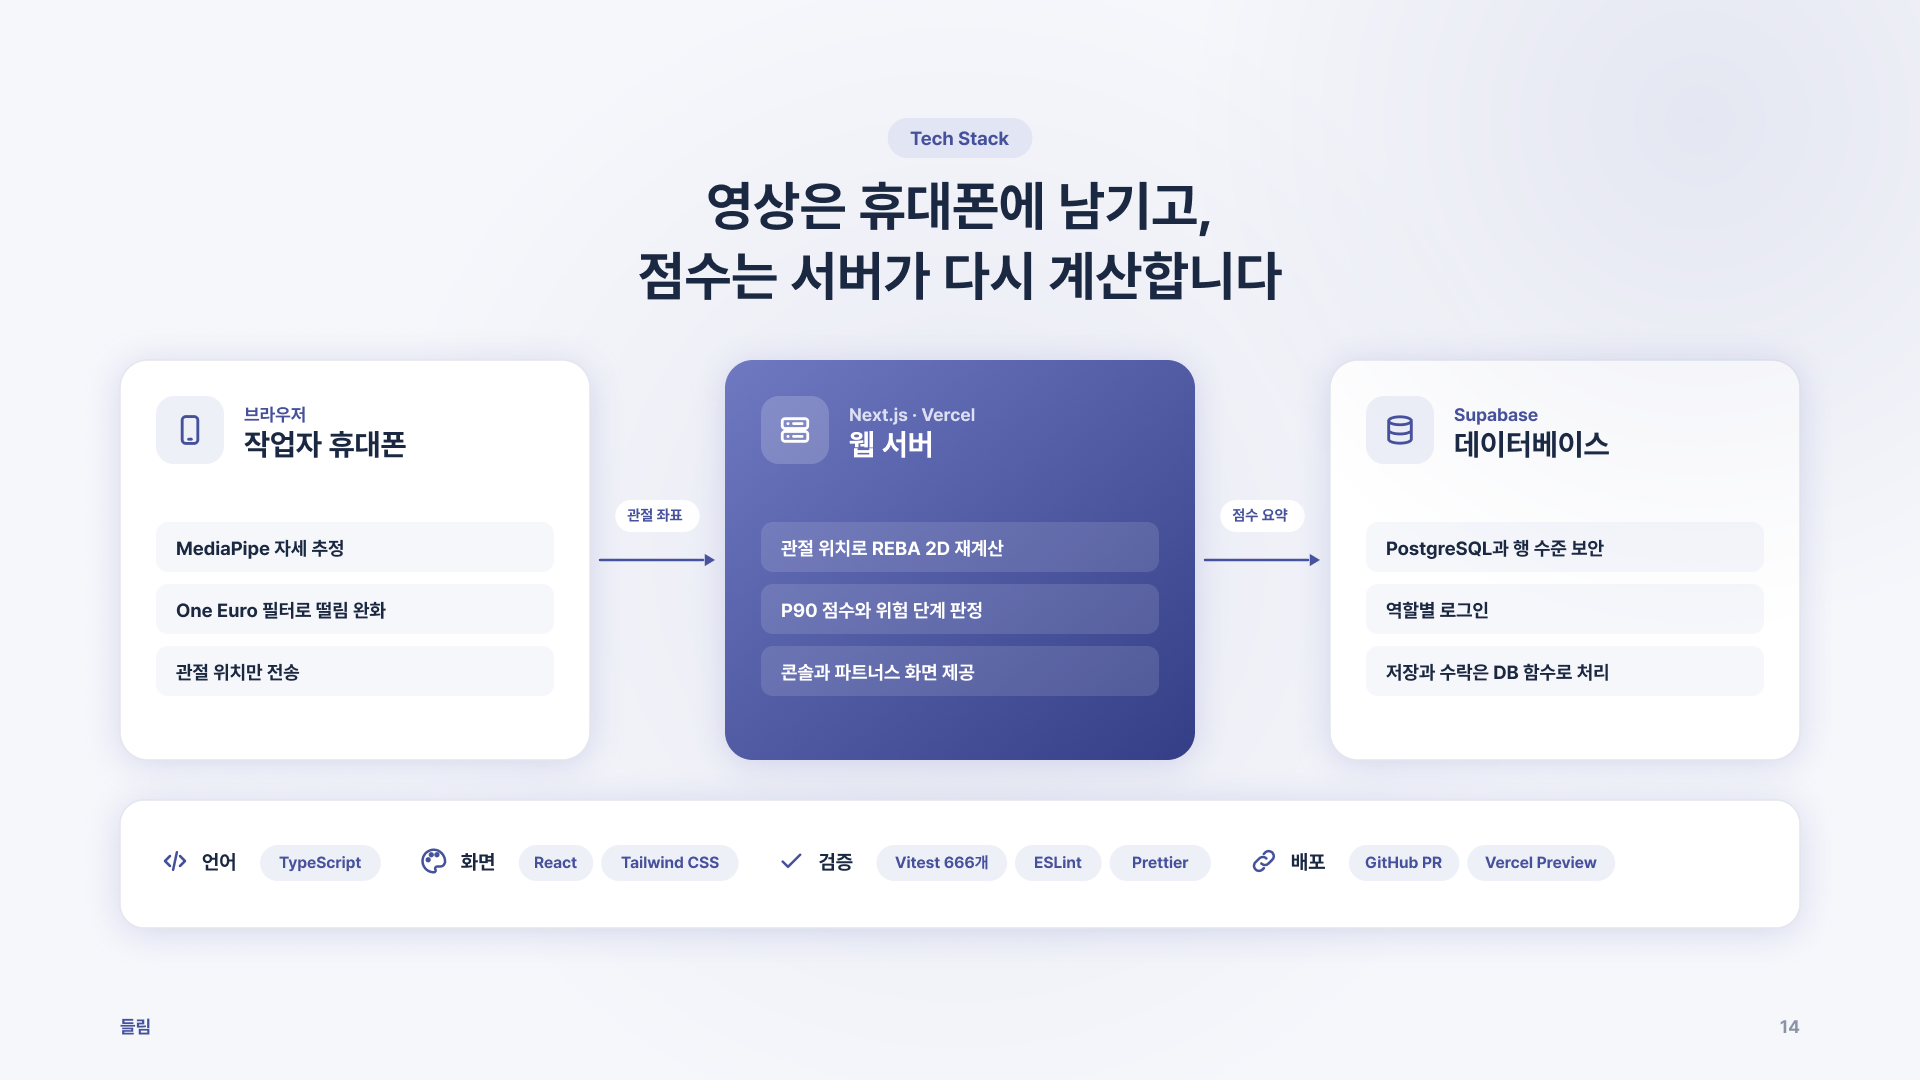 Tech Stack
영상은 휴대폰에 남기고,
점수는 서버가 다시 계산합니다
브라우저
작업자 휴대폰
MediaPipe 자세 추정
One Euro 필터로 떨림 완화
관절 위치만 전송
관절 좌표
Next.js · Vercel
웹 서버
관절 위치로 REBA 2D 재계산
P90 점수와 위험 단계 판정
콘솔과 파트너스 화면 제공
점수 요약
Supabase
데이터베이스
PostgreSQL과 행 수준 보안
역할별 로그인
저장과 수락은 DB 함수로 처리
언어 TypeScript 화면 React Tailwind CSS 검증 Vitest 666개 ESLint Prettier 배포 GitHub PR Vercel Preview
들림
14